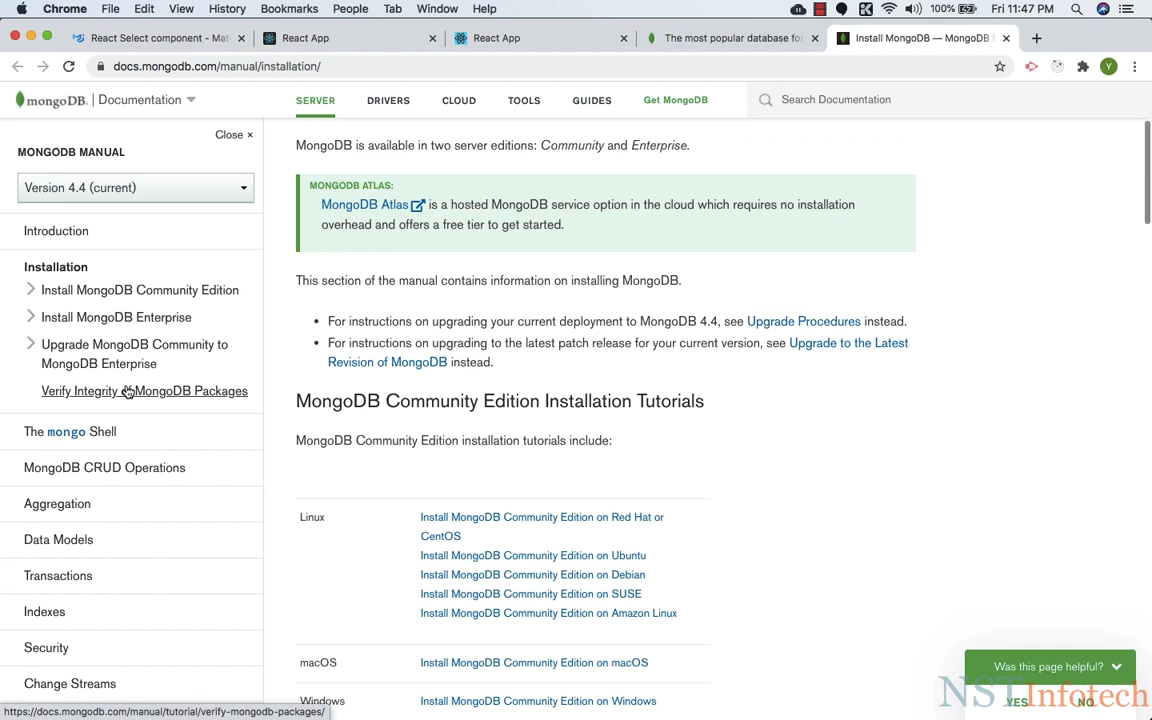 Chrome File Edit View History Bookmarks People Tab Window Help 100% Fri 11:47 PM
React Select component - Mat
React App
React App
The most popular database for
Install MongoDB — MongoDB M
docs.mongodb.com/manual/installation/
Y
mongoDB. | Documentation
SERVER DRIVERS CLOUD TOOLS GUIDES Get MongoDB
Search Documentation
Close ×
MONGODB MANUAL
Version 4.4 (current)
Introduction
Installation
Install MongoDB Community Edition
Install MongoDB Enterprise
Upgrade MongoDB Community to
MongoDB Enterprise
Verify Integrity MongoDB Packages
The mongo Shell
MongoDB CRUD Operations
Aggregation
Data Models
Transactions
Indexes
Security
Change Streams
https://docs.mongodb.com/manual/tutorial/verify-mongodb-packages/
MongoDB is available in two server editions: Community and Enterprise.
MONGODB ATLAS:
MongoDB Atlas is a hosted MongoDB service option in the cloud which requires no installation
overhead and offers a free tier to get started.
This section of the manual contains information on installing MongoDB.
• For instructions on upgrading your current deployment to MongoDB 4.4, see Upgrade Procedures instead.
• For instructions on upgrading to the latest patch release for your current version, see Upgrade to the Latest
Revision of MongoDB instead.
MongoDB Community Edition Installation Tutorials
MongoDB Community Edition installation tutorials include:
Linux
Install MongoDB Community Edition on Red Hat or
CentOS
Install MongoDB Community Edition on Ubuntu
Install MongoDB Community Edition on Debian
Install MongoDB Community Edition on SUSE
Install MongoDB Community Edition on Amazon Linux
macOS
Install MongoDB Community Edition on macOS
Windows
Install MongoDB Community Edition on Windows
Was this page helpful?
YES NO
NSTInfotech